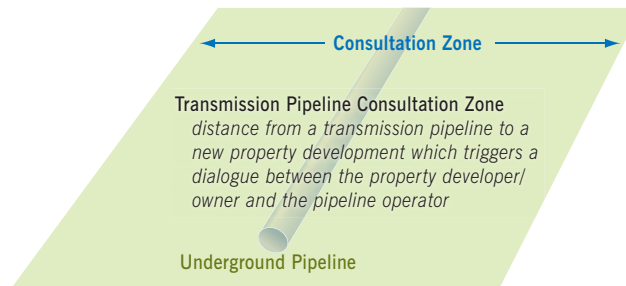 Consultation Zone
Transmission Pipeline Consultation Zone
distance from a transmission pipeline to a
new property development which triggers a
dialogue between the property developer/
owner and the pipeline operator
Underground Pipeline